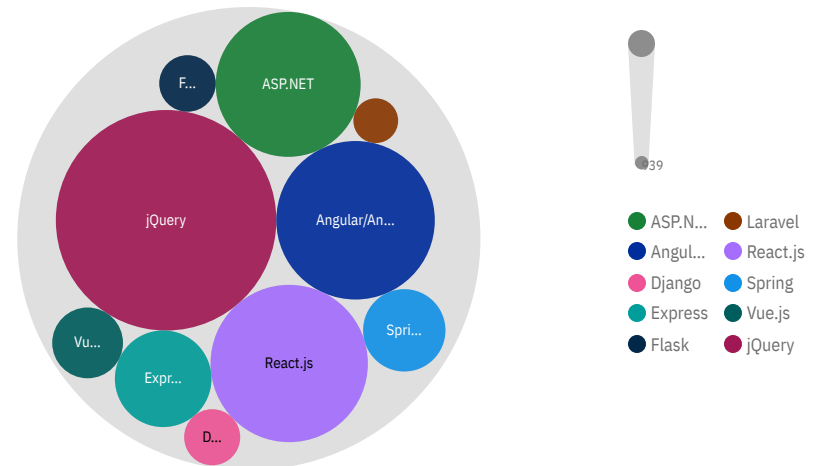 F...
ASP.NET
jQuery
Angular/An...
Vu...
Expr...
React.js
Spri...
D...
939
ASP.N...
Laravel
Angul...
React.js
Django
Spring
Express
Vue.js
Flask
jQuery